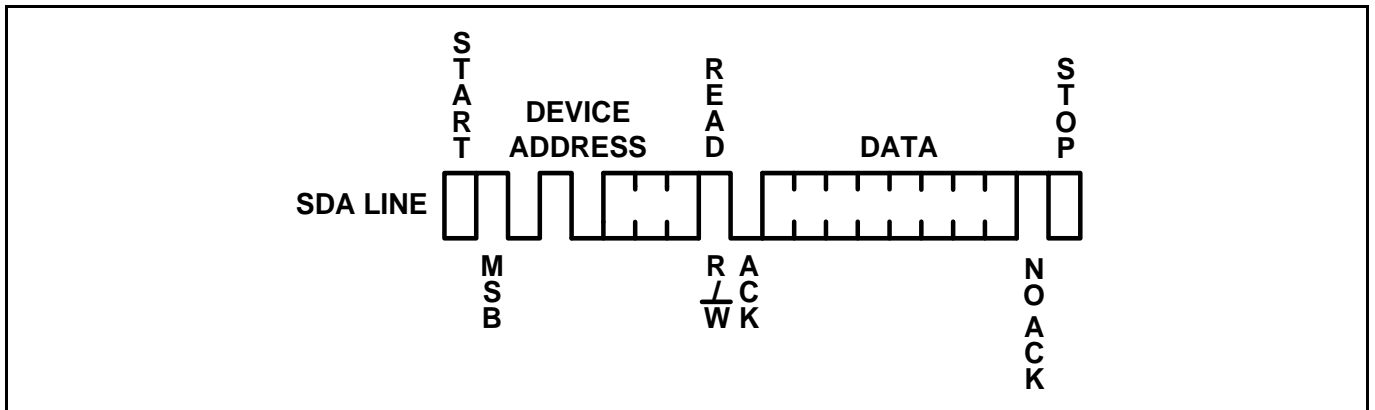 START
DEVICE
ADDRESS
READ
DATA
STOP
SDA LINE
MSB
R/W
ACK
NO ACK